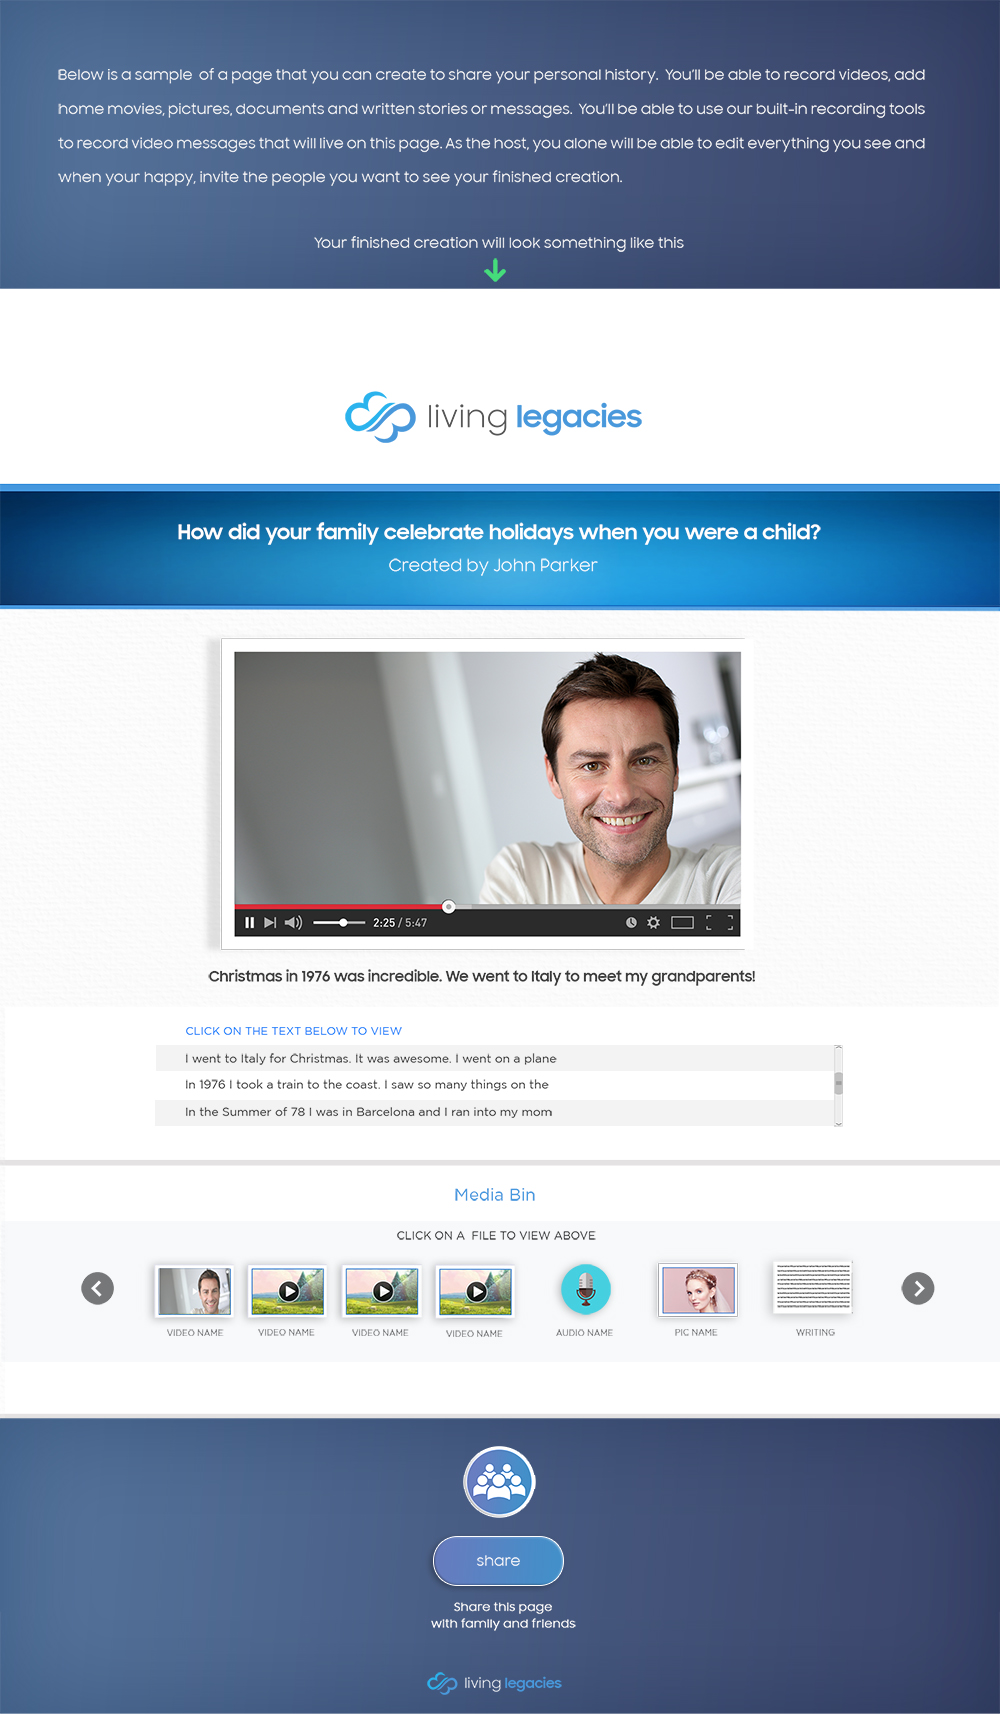 Below is a sample  of a page that you can create to share your personal history.  You'll be able to record videos, add
home movies, pictures, documents and written stories or messages.  You'll be able to use our built-in recording tools
to record video messages that will live on this page. As the host, you alone will be able to edit everything you see and
when your happy, invite the people you want to see your finished creation.
Your finished creation will look something like this
living legacies
How did your family celebrate holidays when you were a child?
Created by John Parker
2:25 / 5:47
Christmas in 1976 was incredible. We went to Italy to meet my grandparents!
CLICK ON THE TEXT BELOW TO VIEW
I went to Italy for Christmas. It was awesome. I went on a plane
In 1976 I took a train to the coast. I saw so many things on the
In the Summer of 78 I was in Barcelona and I ran into my mom
Media Bin
CLICK ON A  FILE TO VIEW ABOVE
VIDEO NAME VIDEO NAME VIDEO NAME VIDEO NAME AUDIO NAME PIC NAME WRITING
share
Share this page
with family and friends
living legacies